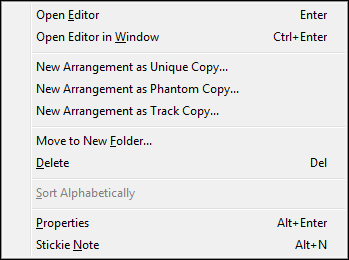 Open Editor Enter
Open Editor in Window Ctrl+Enter
New Arrangement as Unique Copy...
New Arrangement as Phantom Copy...
New Arrangement as Track Copy...
Move to New Folder...
Delete Del
Sort Alphabetically
Properties Alt+Enter
Stickie Note Alt+N